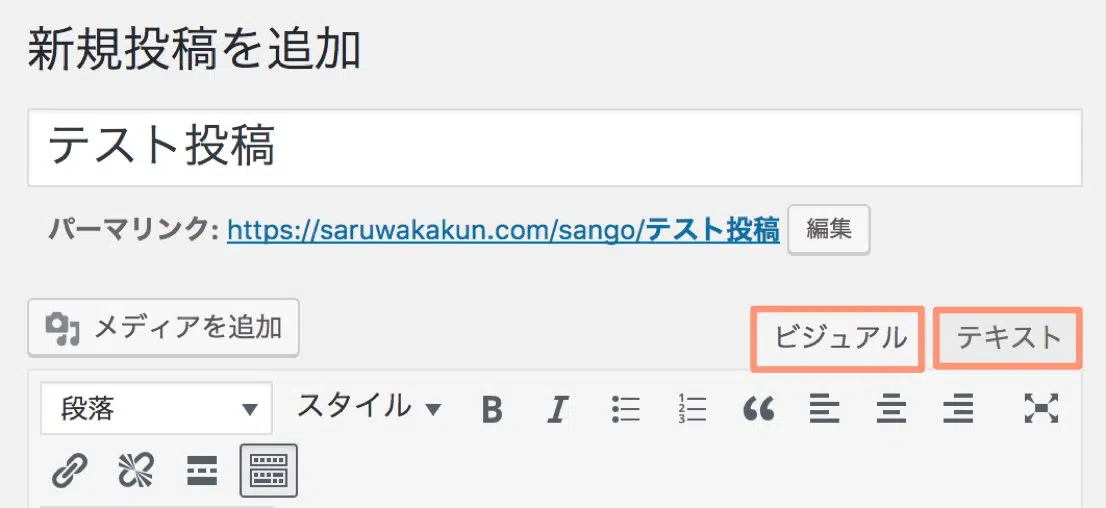 新規投稿を追加
テスト投稿
パーマリンク: https://saruwakakun.com/sango/テスト投稿 編集
メディアを追加 ビジュアル テキスト
段落 スタイル B I